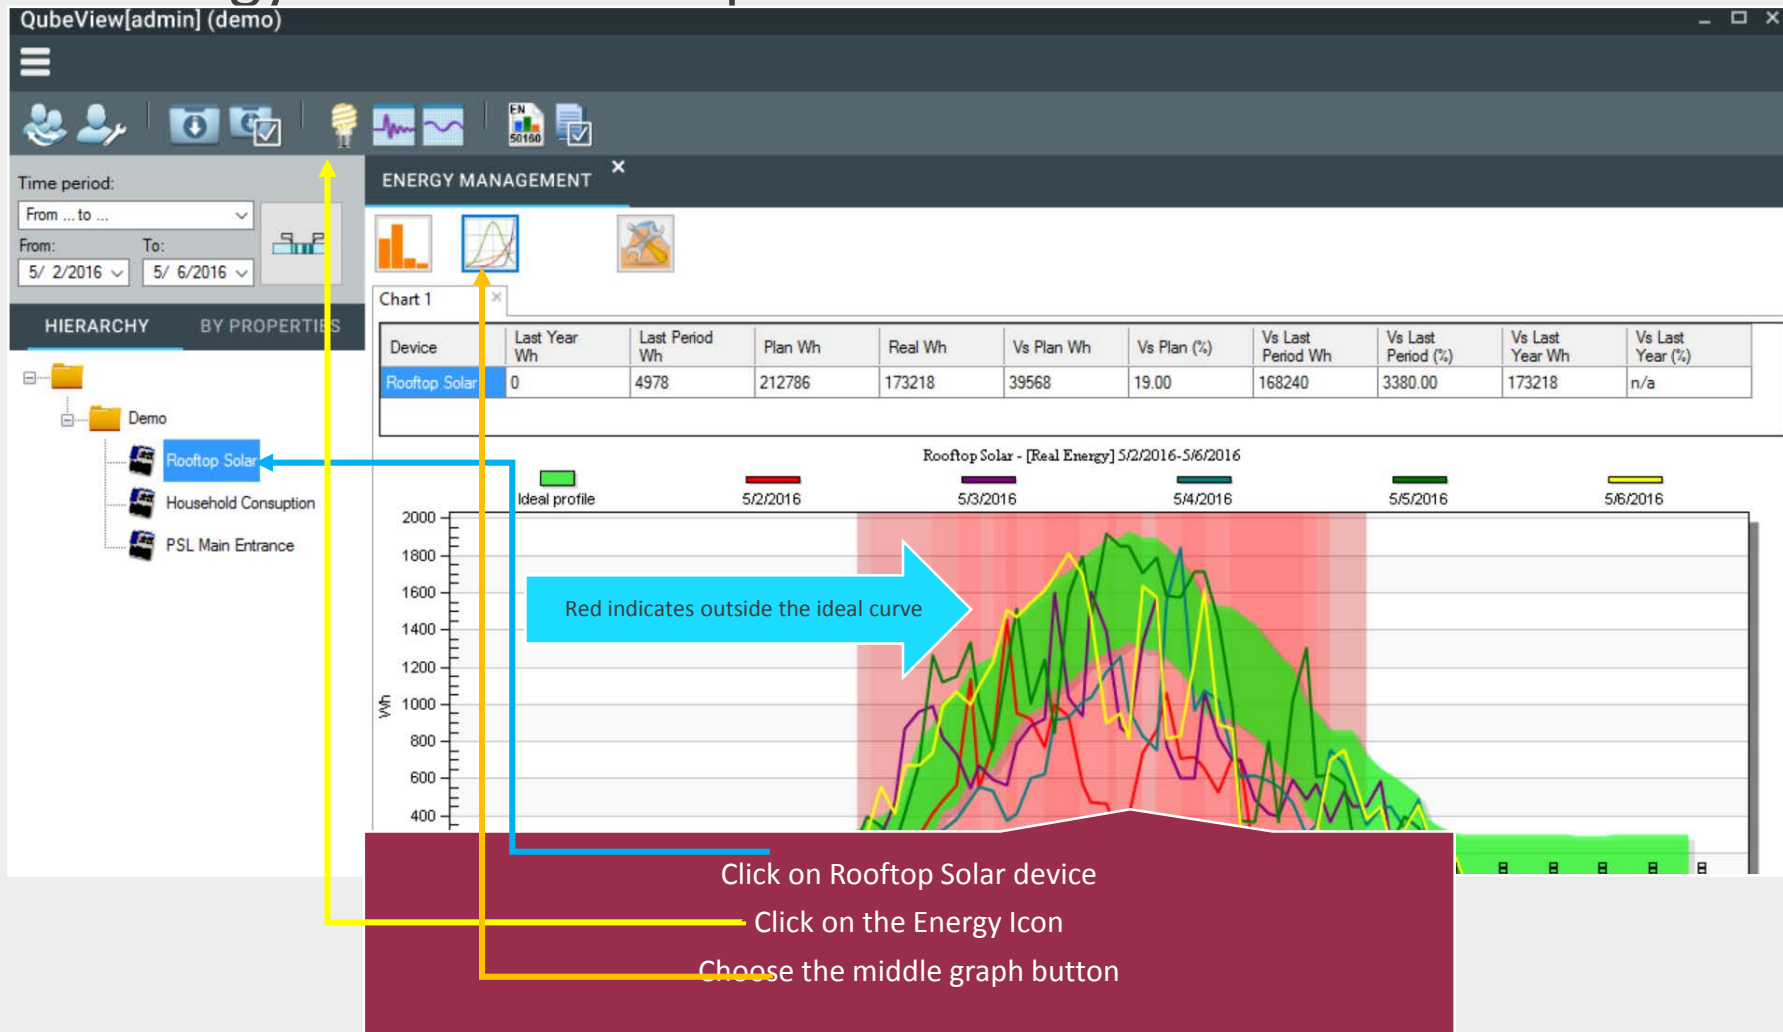 QubeView[admin] (demo)
EN
50160
Time period:
From ... to ...
From: To:
5/ 2/2016 5/ 6/2016
HIERARCHY BY PROPERTIES
Demo
Rooftop Solar
Household Consuption
PSL Main Entrance
ENERGY MANAGEMENT
Chart 1
Device Last Year Wh Last Period Wh Plan Wh Real Wh Vs Plan Wh Vs Plan (%) Vs Last Period Wh Vs Last Period (%) Vs Last Year Wh Vs Last Year (%)
Rooftop Solar 0 4978 212786 173218 39568 19.00 168240 3380.00 173218 n/a
Rooftop Solar - [Real Energy] 5/2/2016-5/6/2016
Ideal profile 5/2/2016 5/3/2016 5/4/2016 5/5/2016 5/6/2016
2000
1800
1600
1400
1200
1000
800
600
400
Wh
Red indicates outside the ideal curve
Click on Rooftop Solar device
Click on the Energy Icon
Choose the middle graph button